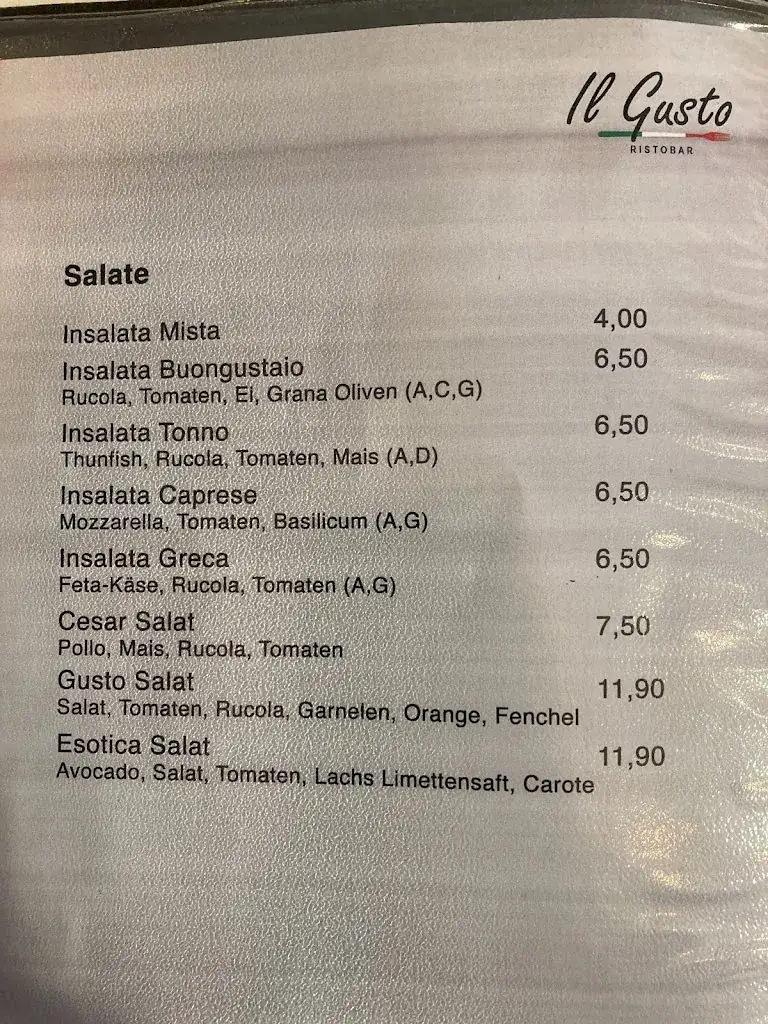 Il Gusto
RISTOBAR
Salate
Insalata Mista 4,00
Insalata Buongustaio 6,50
Rucola, Tomaten, Ei, Grana Oliven (A,C,G)
Insalata Tonno 6,50
Thunfish, Rucola, Tomaten, Mais (A,D)
Insalata Caprese 6,50
Mozzarella, Tomaten, Basilicum (A,G)
Insalata Greca 6,50
Feta-Käse, Rucola, Tomaten (A,G)
Cesar Salat 7,50
Pollo, Mais, Rucola, Tomaten
Gusto Salat 11,90
Salat, Tomaten, Rucola, Garnelen, Orange, Fenchel
Esotica Salat 11,90
Avocado, Salat, Tomaten, Lachs Limettensaft, Carote